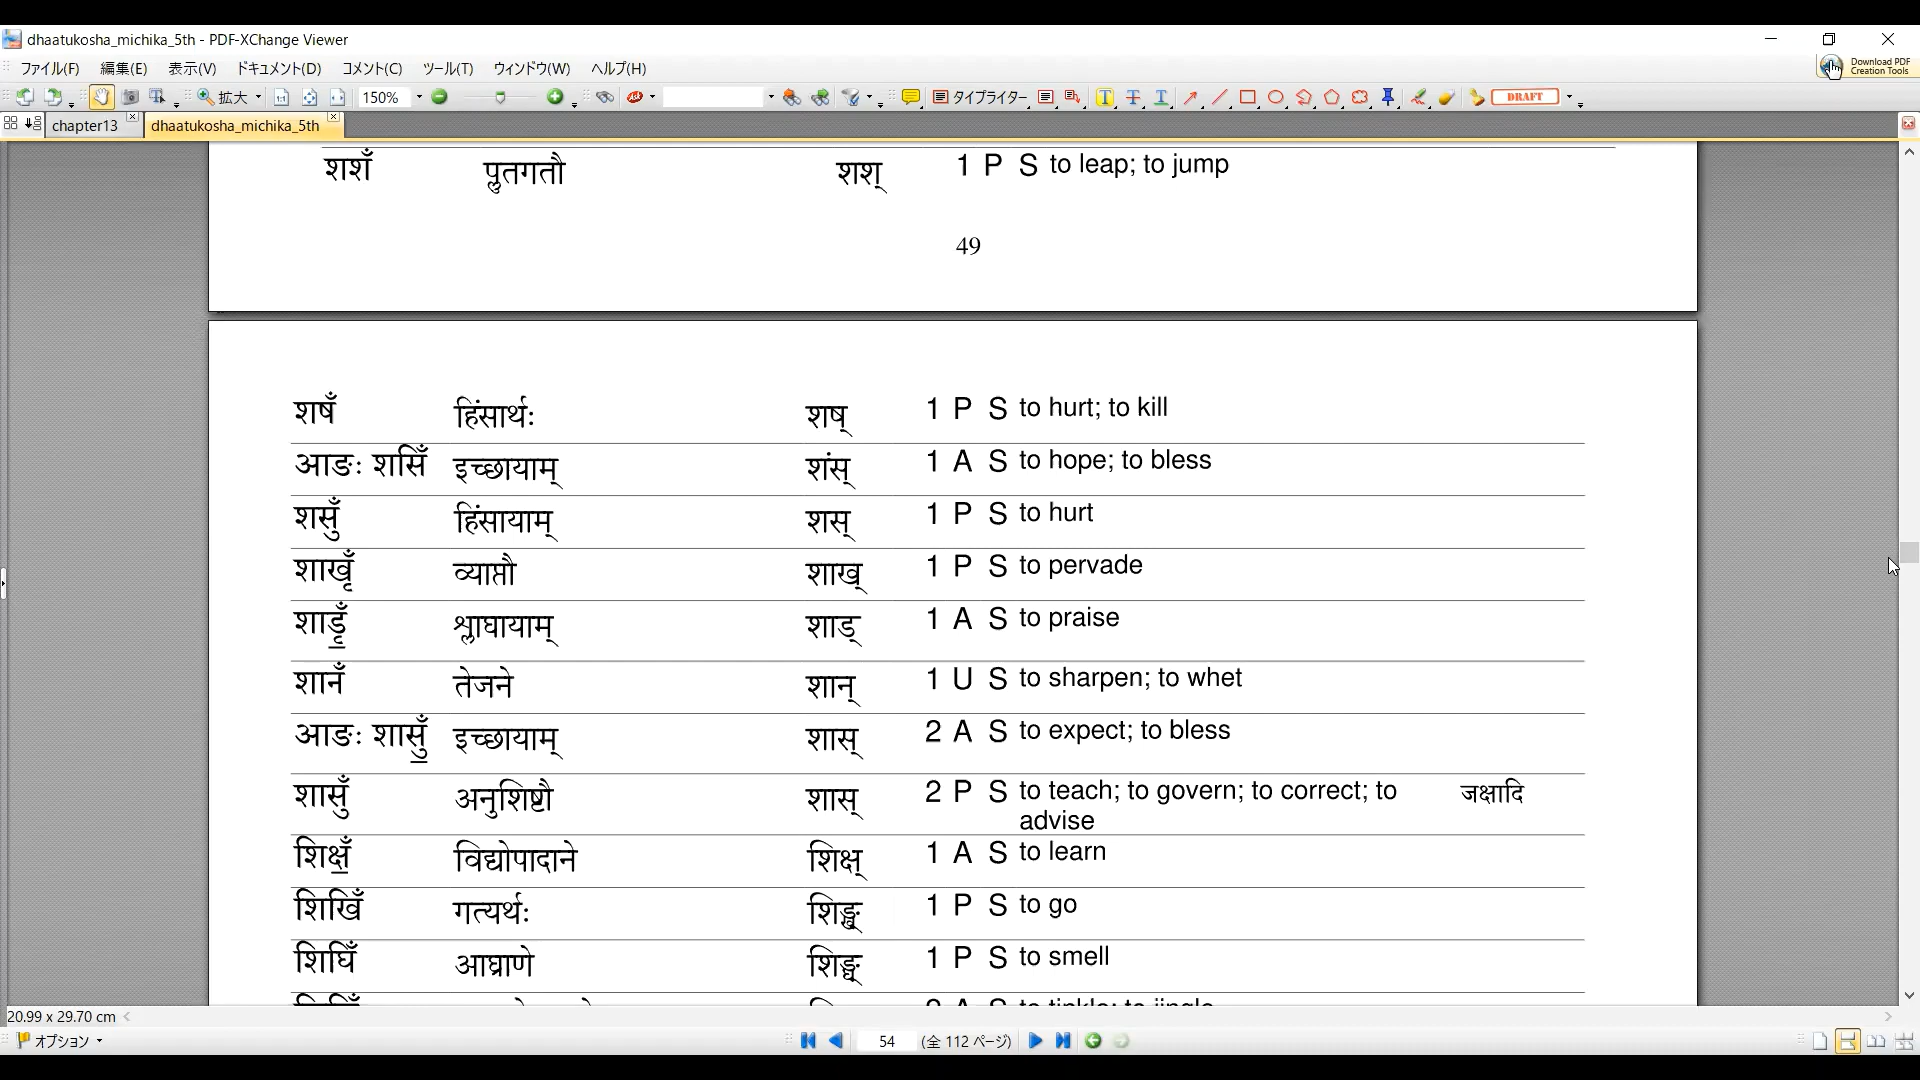 dhaatukosha_michika_5th - PDF-XChange Viewer
ファイル(F) 編集(E) 表示(V) ドキュメント(D) コメント(C) ツール(T) ウィンドウ(W) ヘルプ(H)
Download PDF
Creation Tools
拡大 150% タイプライター DRAFT
chapter13 dhaatukosha_michika_5th
शशँ प्लुतगतौ शश् 1 P S to leap; to jump
49
शषँ हिंसार्थः शष् 1 P S to hurt; to kill
आङः शसिँ इच्छायाम् शंस् 1 A S to hope; to bless
शसुँ हिंसायाम् शस् 1 P S to hurt
शाखृँ व्याप्तौ शाख् 1 P S to pervade
शाडृँ श्लाघायाम् शाड् 1 A S to praise
शानँ तेजने शान् 1 U S to sharpen; to whet
आङः शासुँ इच्छायाम् शास् 2 A S to expect; to bless
शासुँ अनुशिष्टौ शास् 2 P S to teach; to govern; to correct; to जक्षादि
advise
शिक्षँ विद्योपादाने शिक्ष् 1 A S to learn
शिखिँ गत्यर्थः शिङ्ख् 1 P S to go
शिघिँ आघ्राणे शिङ्घ् 1 P S to smell
2 A S to tinkle; to jingle
20.99 x 29.70 cm
オプション 54 (全 112 ページ)